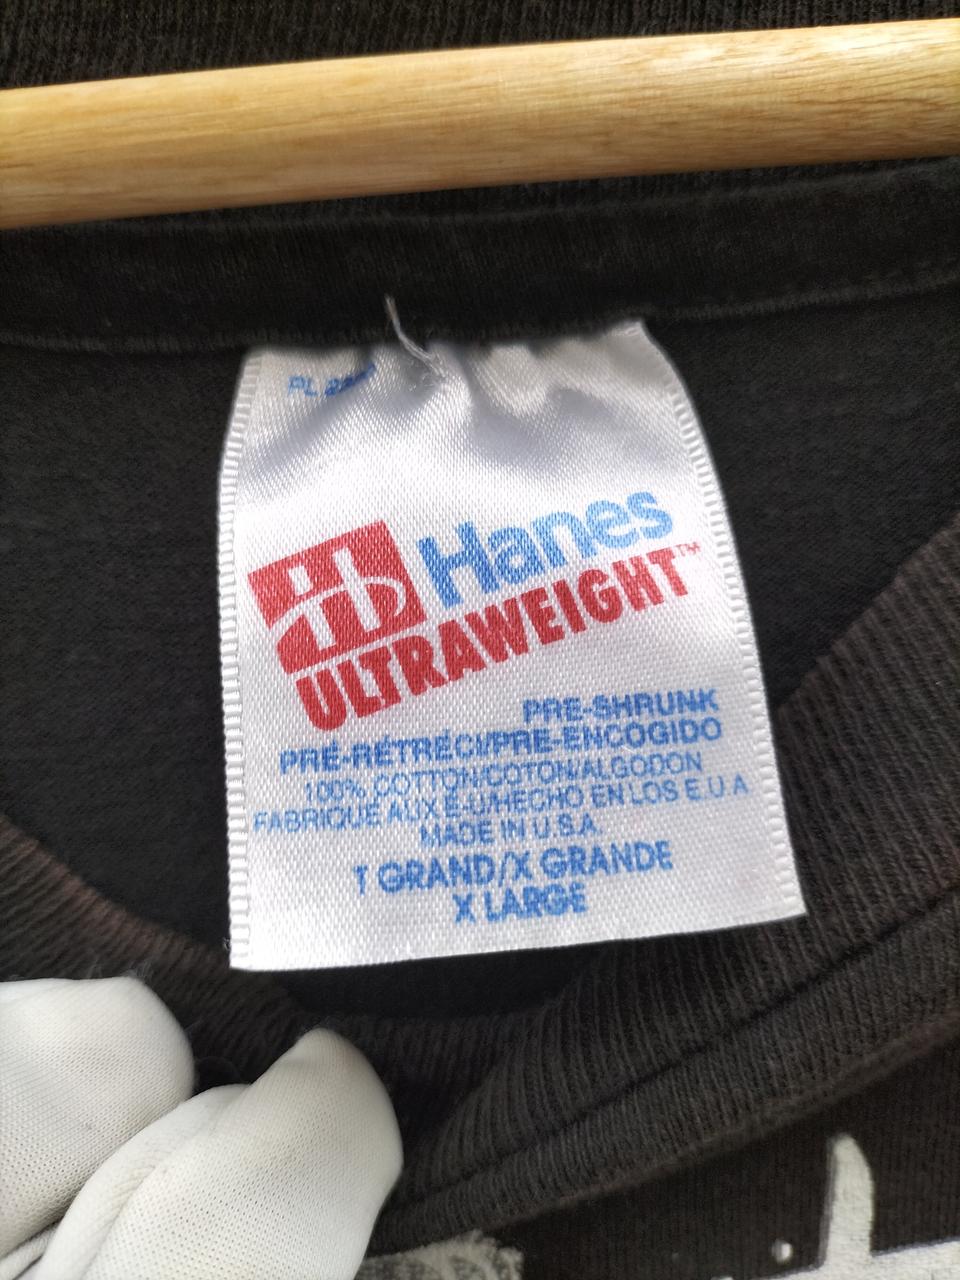 PL
Hanes
ULTRAWEIGHT™
PRE-SHRUNK
PRÉ-RÉTRÉCI/PRE-ENCOGIDO
100% COTTON/COTON/ALGODON
FABRIQUÉ AUX É-U/HECHO EN LOS E.U.A
MADE IN U.S.A.
T GRAND/X GRANDE
X LARGE